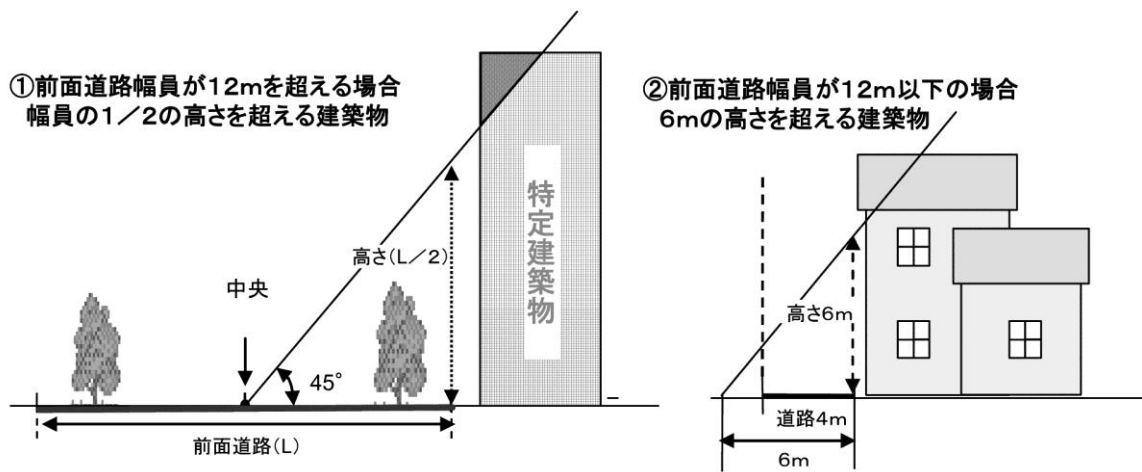 ①前面道路幅員が12mを超える場合
幅員の1/2の高さを超える建築物
特定建築物
高さ(L/2)
中央
45°
前面道路(L)
②前面道路幅員が12m以下の場合
6mの高さを超える建築物
高さ6m
道路4m
6m